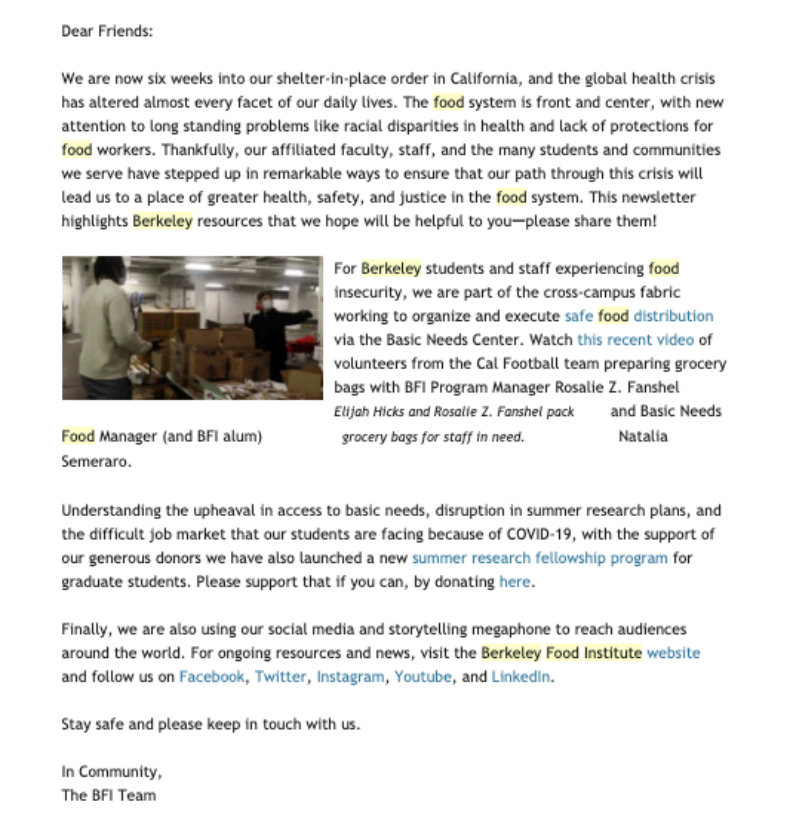 Dear Friends:
We are now six weeks into our shelter-in-place order in California, and the global health crisis
has altered almost every facet of our daily lives. The food system is front and center, with new
attention to long standing problems like racial disparities in health and lack of protections for
food workers. Thankfully, our affiliated faculty, staff, and the many students and communities
we serve have stepped up in remarkable ways to ensure that our path through this crisis will
lead us to a place of greater health, safety, and justice in the food system. This newsletter
highlights Berkeley resources that we hope will be helpful to you—please share them!
For Berkeley students and staff experiencing food
insecurity, we are part of the cross-campus fabric
working to organize and execute safe food distribution
via the Basic Needs Center. Watch this recent video of
volunteers from the Cal Football team preparing grocery
bags with BFI Program Manager Rosalie Z. Fanshel
Elijah Hicks and Rosalie Z. Fanshel pack and Basic Needs
Food Manager (and BFI alum) grocery bags for staff in need. Natalia
Semeraro.
Understanding the upheaval in access to basic needs, disruption in summer research plans, and
the difficult job market that our students are facing because of COVID-19, with the support of
our generous donors we have also launched a new summer research fellowship program for
graduate students. Please support that if you can, by donating here.
Finally, we are also using our social media and storytelling megaphone to reach audiences
around the world. For ongoing resources and news, visit the Berkeley Food Institute website
and follow us on Facebook, Twitter, Instagram, Youtube, and LinkedIn.
Stay safe and please keep in touch with us.
In Community,
The BFI Team